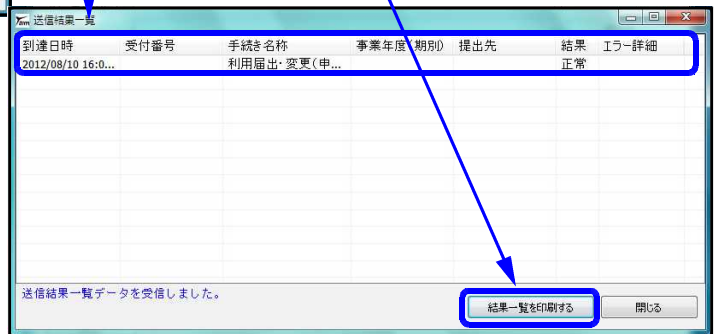 送信結果一覧
到達日時 受付番号 手続き名称 事業年度(期別) 提出先 結果 エラー詳細
2012/08/10 16:0... 利用届出・変更(申... 正常
送信結果一覧データを受信しました。
結果一覧を印刷する 閉じる